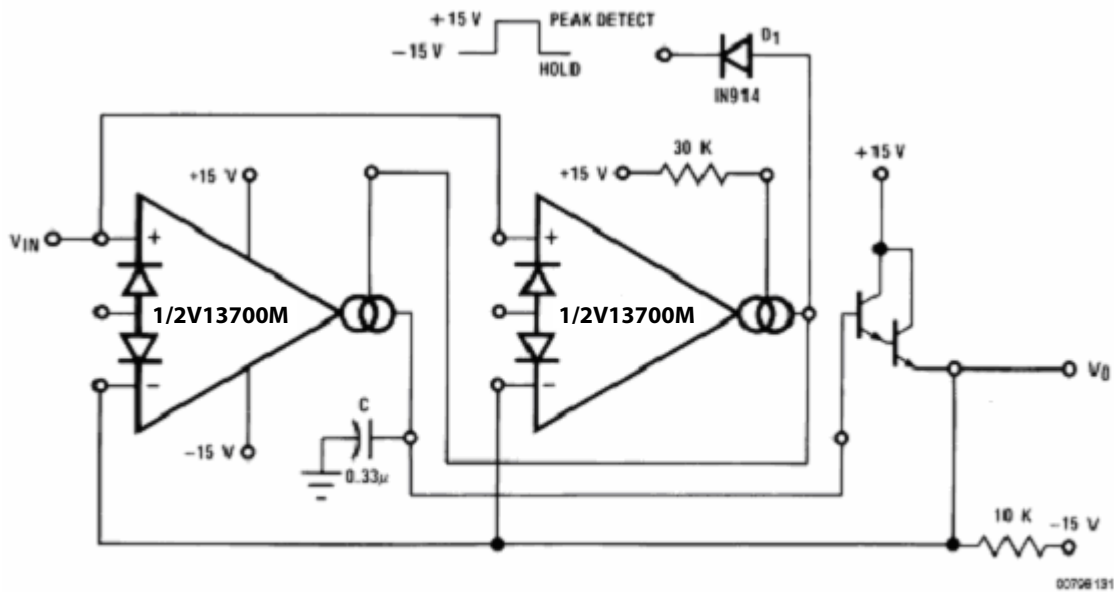 +15 V PEAK DETECT
-15 V
HOLD
D1
IN914
30 K
+15 V
+15 V
+15 V
VIN
+
1/2V13700M
-
+
1/2V13700M
-
VO
-15 V
C
0.33µ
10 K
-15 V
00798131